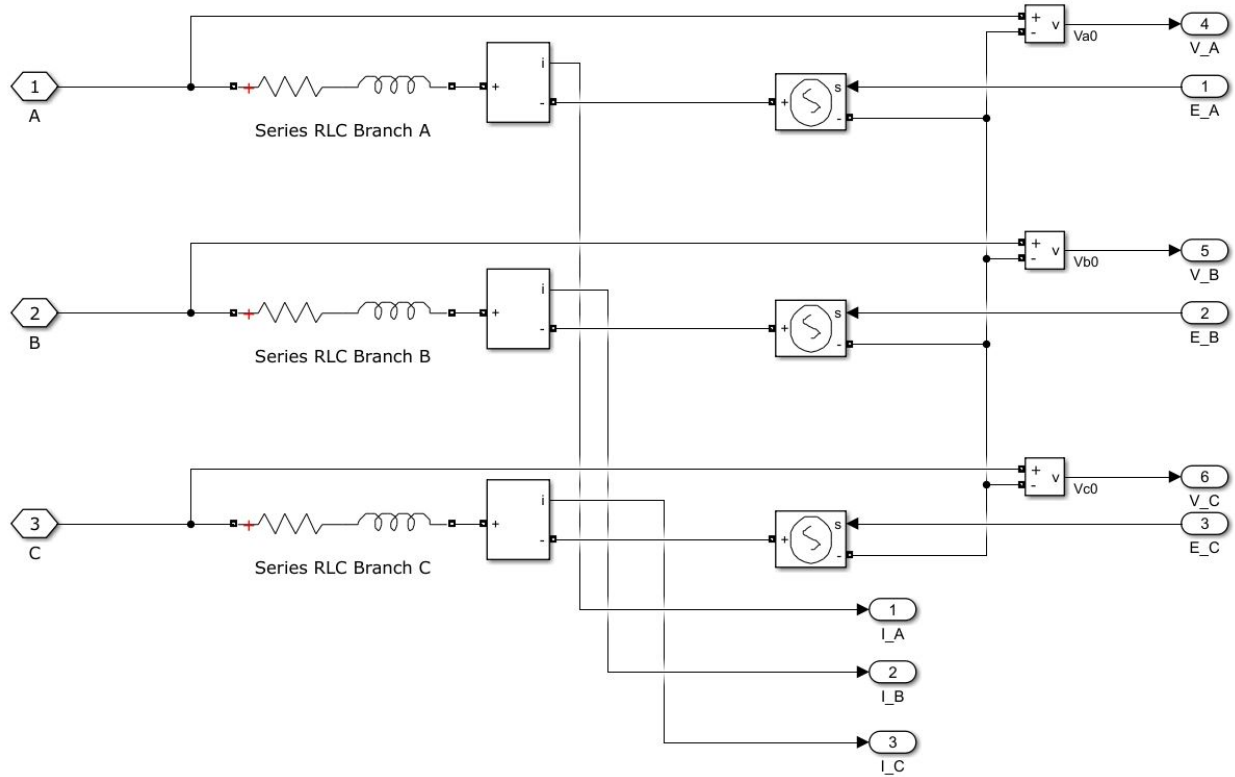 + v 4
- Va0 V_A
1 + + i s 1
A - + - E_A
Series RLC Branch A
+ v 5
- Vb0 V_B
2 + + i s 2
B - + - E_B
Series RLC Branch B
+ v 6
- Vc0 V_C
3 + + i s 3
C - + - E_C
Series RLC Branch C
1
I_A
2
I_B
3
I_C